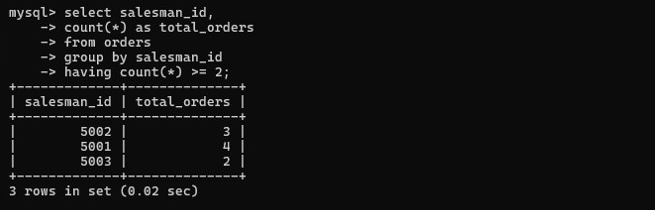 mysql> select salesman_id,
    -> count(*) as total_orders
    -> from orders
    -> group by salesman_id
    -> having count(*) >= 2;
+-------------+--------------+
| salesman_id | total_orders |
+-------------+--------------+
|        5002 |            3 |
|        5001 |            4 |
|        5003 |            2 |
+-------------+--------------+
3 rows in set (0.02 sec)